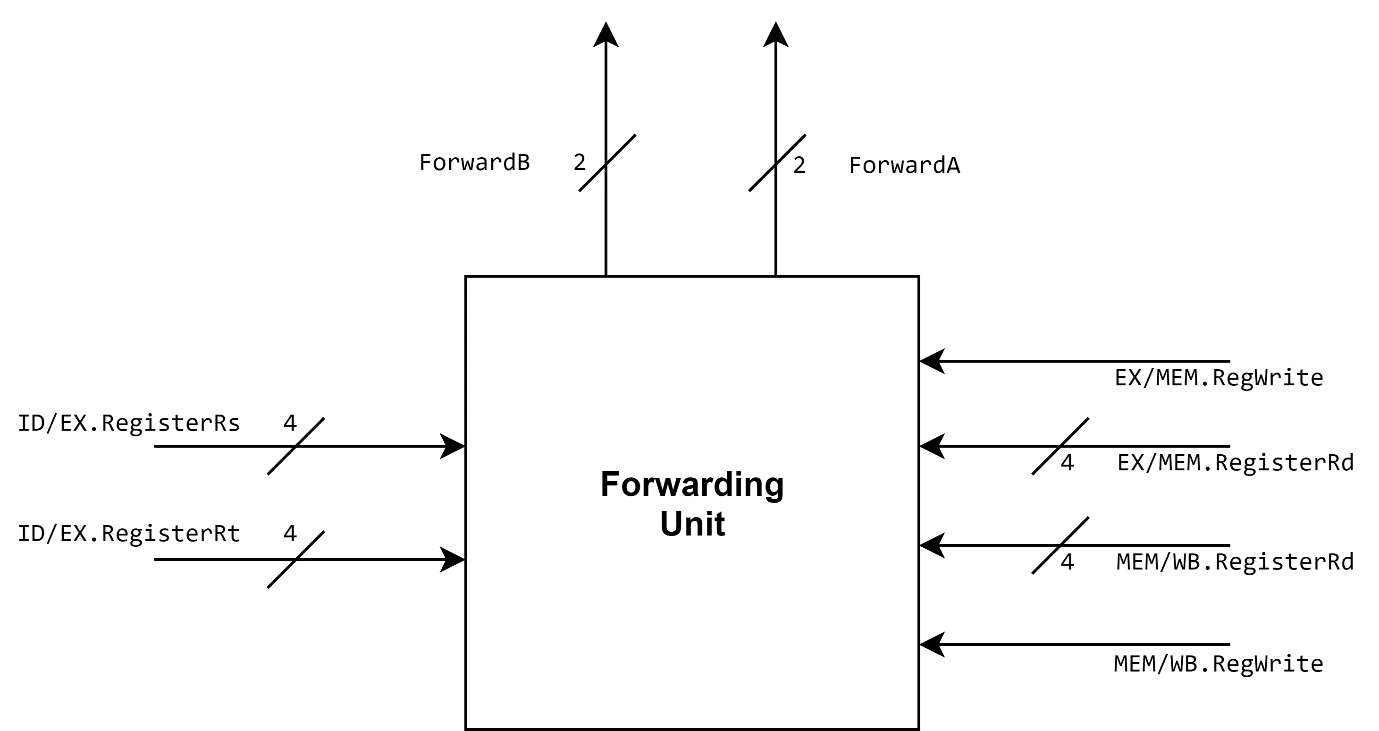 ForwardB 2
2 ForwardA
EX/MEM.RegWrite
ID/EX.RegisterRs 4
4 EX/MEM.RegisterRd
Forwarding
Unit
ID/EX.RegisterRt 4
4 MEM/WB.RegisterRd
MEM/WB.RegWrite